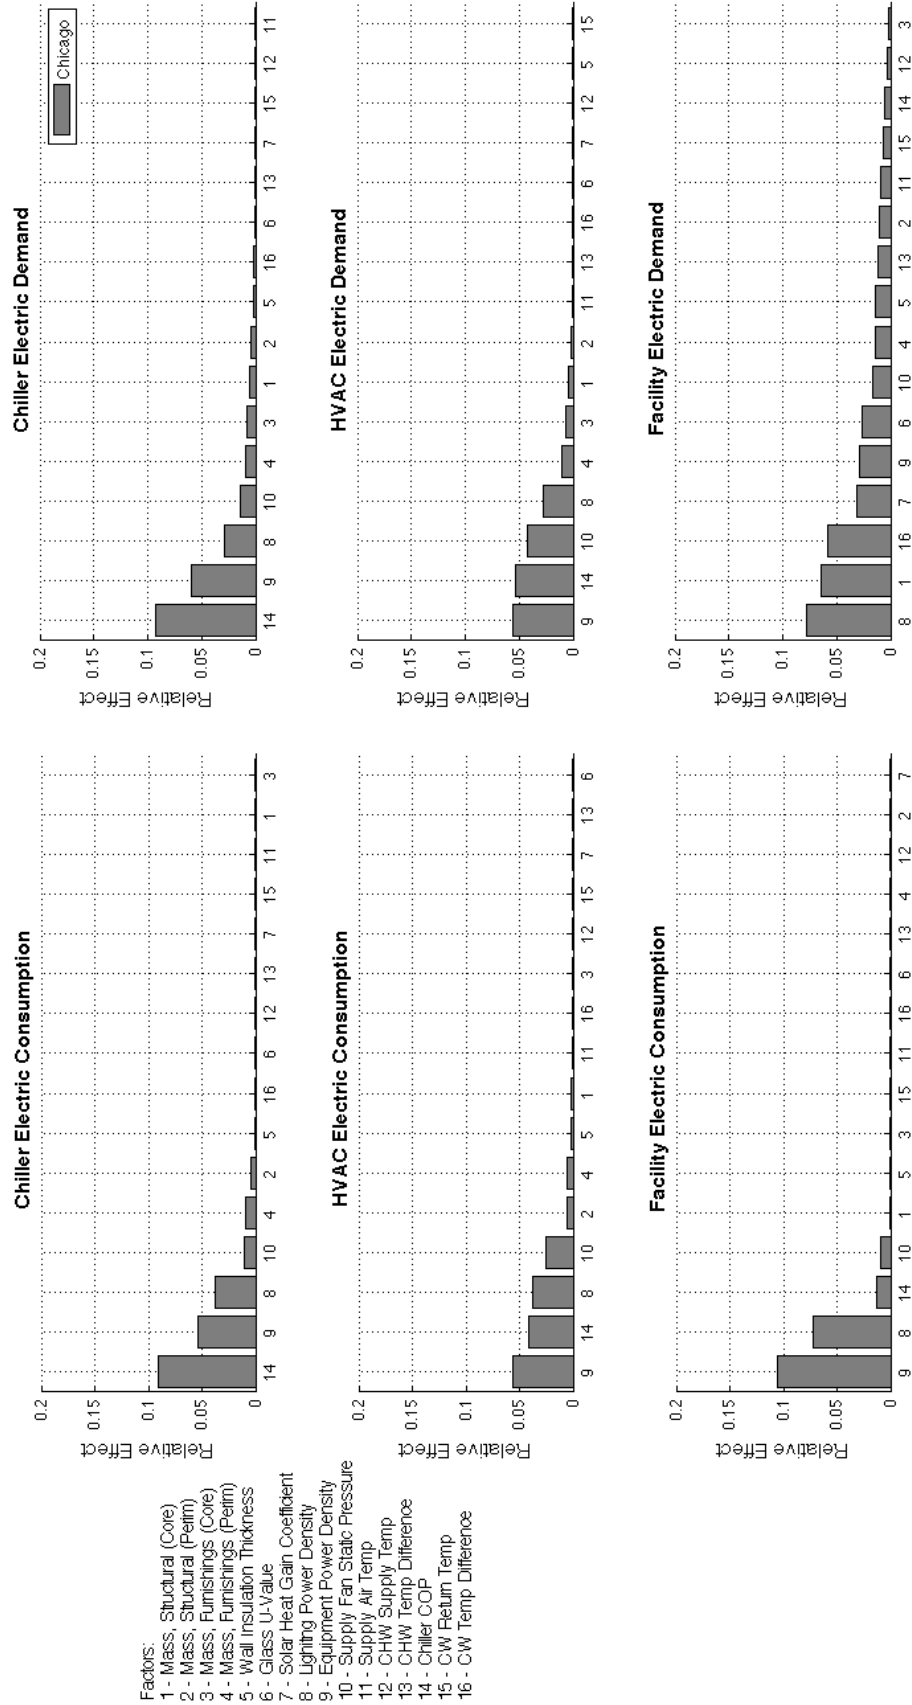 Factors:
1 - Mass, Structural (Core)
2 - Mass, Structural (Perim)
3 - Mass, Furnishings (Core)
4 - Mass, Furnishings (Perim)
5 - Wall Insulation Thickness
6 - Glass U-Value
7 - Solar Heat Gain Coefficient
8 - Lighitng Power Density
9 - Equipment Power Density
10 - Supply Fan Static Pressure
11 - Supply Air Temp
12 - CHW Supply Temp
13 - CHW Temp Difference
14 - Chiller COP
15 - CW Return Temp
16 - CW Temp Difference
Chiller Electric Consumption
Relative Effect
0.2
0.15
0.1
0.05
0
14 9 8 10 4 2 5 16 6 12 13 7 15 11 1 3
Chiller Electric Demand
Chicago
Relative Effect
0.2
0.15
0.1
0.05
0
14 9 8 10 4 3 1 2 5 16 6 13 7 15 12 11
HVAC Electric Consumption
Relative Effect
0.2
0.15
0.1
0.05
0
9 14 8 10 2 4 5 1 11 16 3 12 15 7 13 6
HVAC Electric Demand
Relative Effect
0.2
0.15
0.1
0.05
0
9 14 10 8 4 3 1 2 11 13 16 6 7 12 5 15
Facility Electric Consumption
Relative Effect
0.2
0.15
0.1
0.05
0
9 8 14 10 1 5 3 15 11 16 6 13 4 12 2 7
Facility Electric Demand
Relative Effect
0.2
0.15
0.1
0.05
0
8 1 16 7 9 6 10 4 5 13 2 11 15 14 12 3